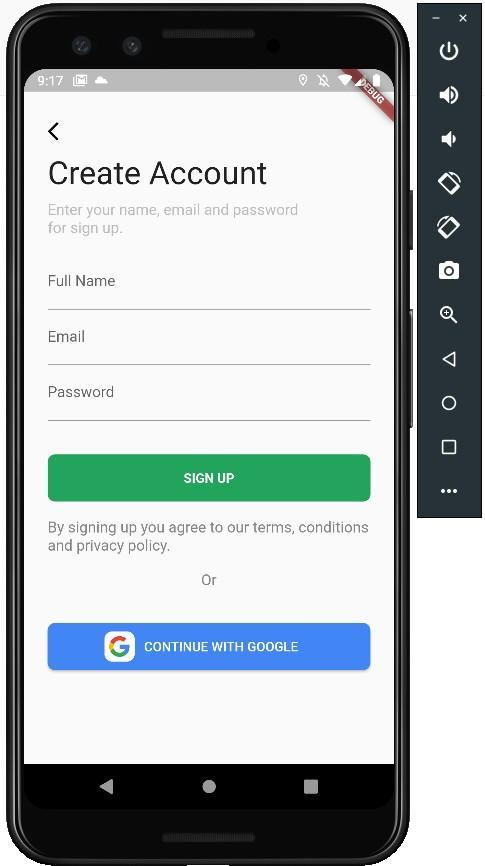 9:17
DEBUG
Create Account
Enter your name, email and password
for sign up.
Full Name
Email
Password
SIGN UP
By signing up you agree to our terms, conditions
and privacy policy.
Or
CONTINUE WITH GOOGLE